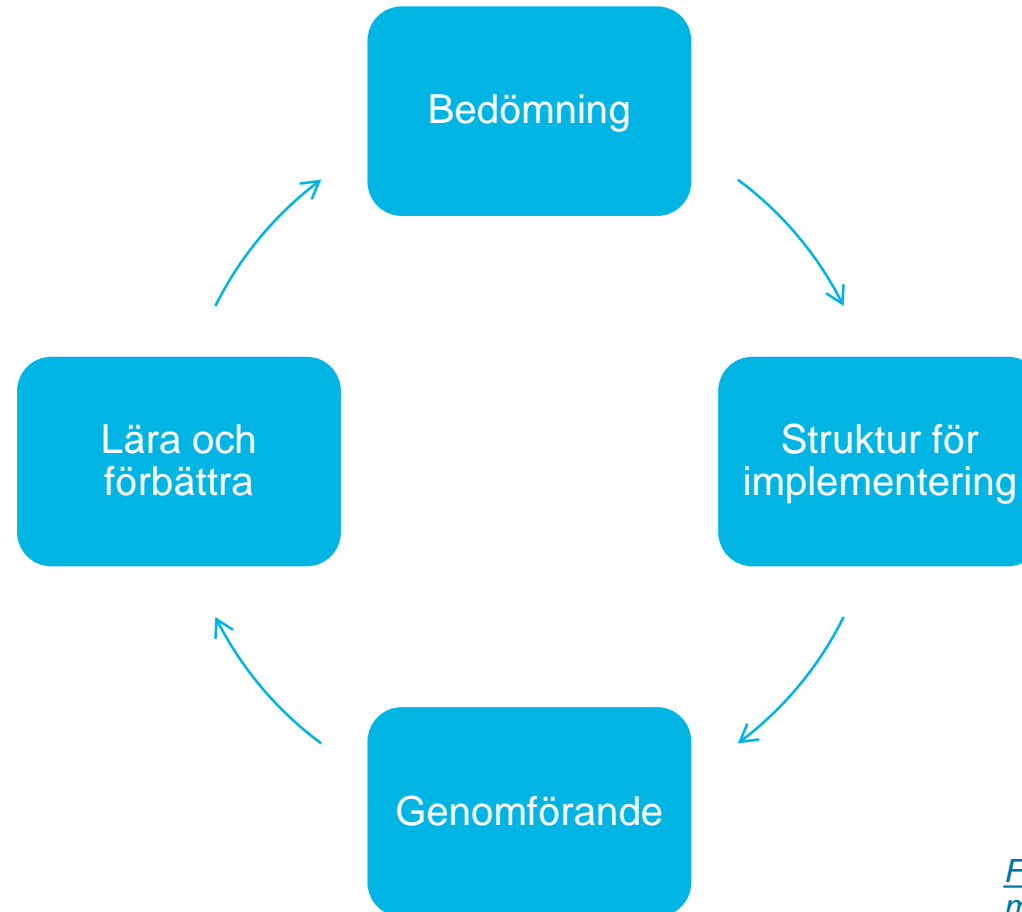 Bedömning
Struktur för
implementering
Genomförande
Lära och
förbättra